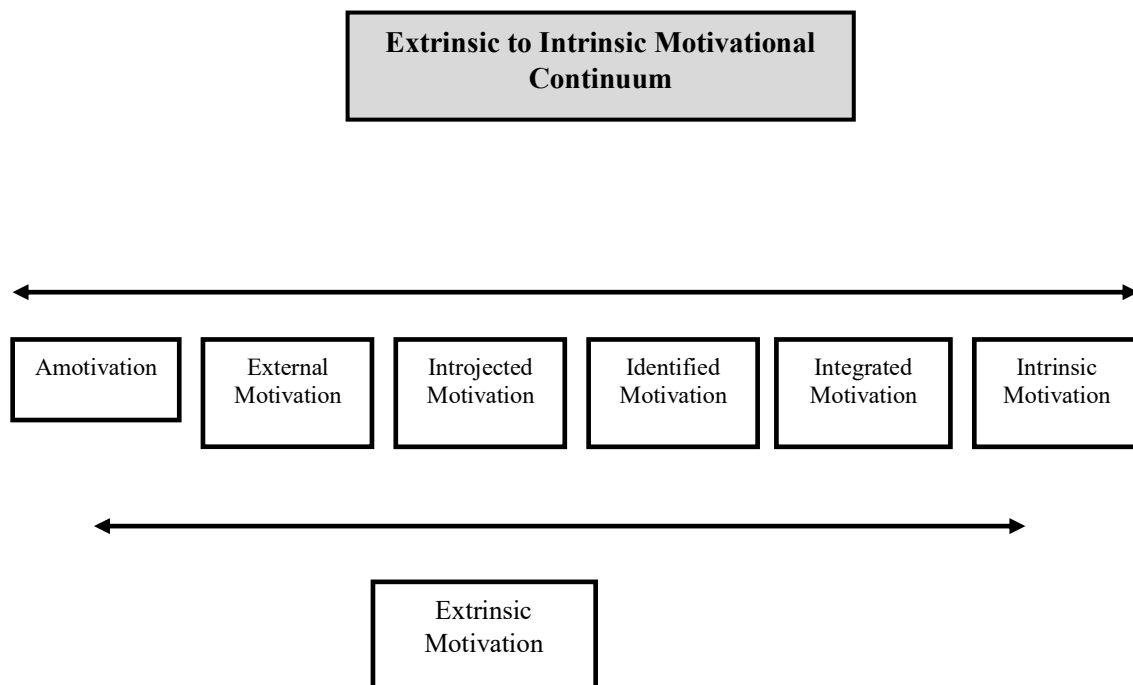 Extrinsic to Intrinsic Motivational
Continuum
Amotivation
External
Motivation
Introjected
Motivation
Identified
Motivation
Integrated
Motivation
Intrinsic
Motivation
Extrinsic
Motivation